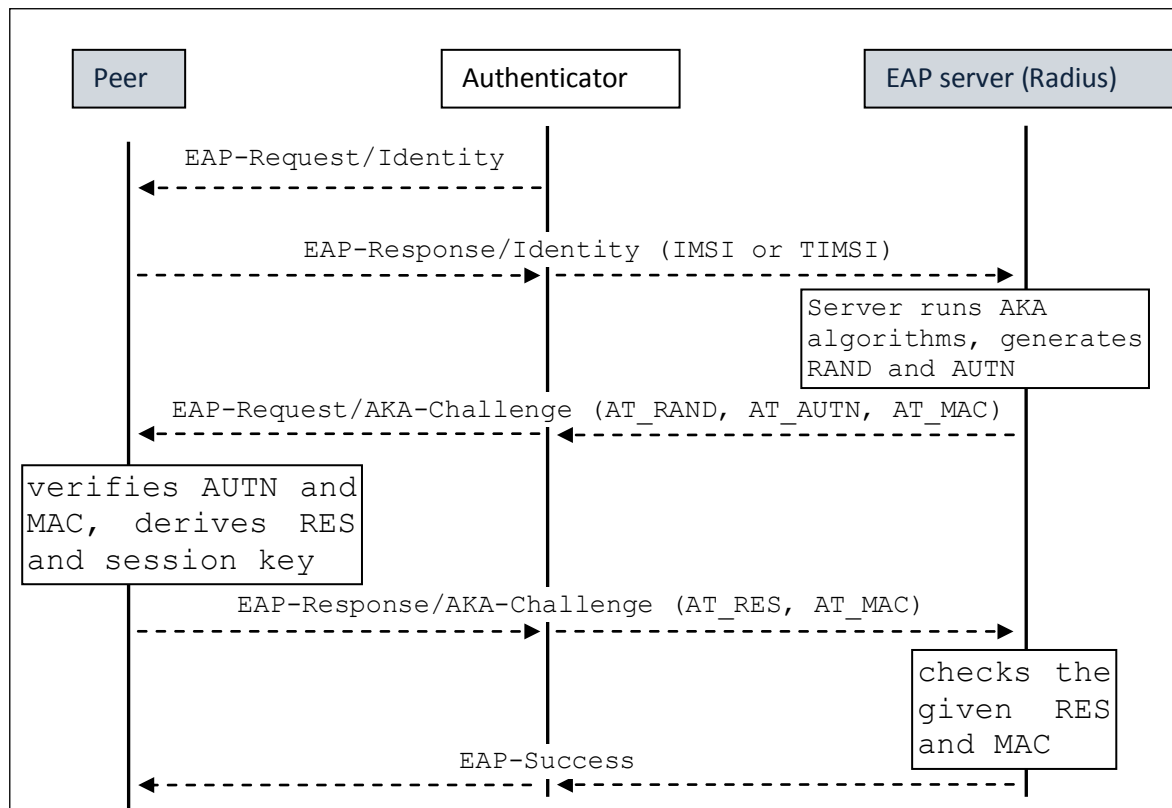 Peer
Authenticator
EAP server (Radius)
EAP-Request/Identity
EAP-Response/Identity (IMSI or TIMSI)
Server runs AKA
algorithms, generates
RAND and AUTN
EAP-Request/AKA-Challenge (AT_RAND, AT_AUTN, AT_MAC)
verifies AUTN and
MAC, derives RES
and session key
EAP-Response/AKA-Challenge (AT_RES, AT_MAC)
checks the
given RES
and MAC
EAP-Success